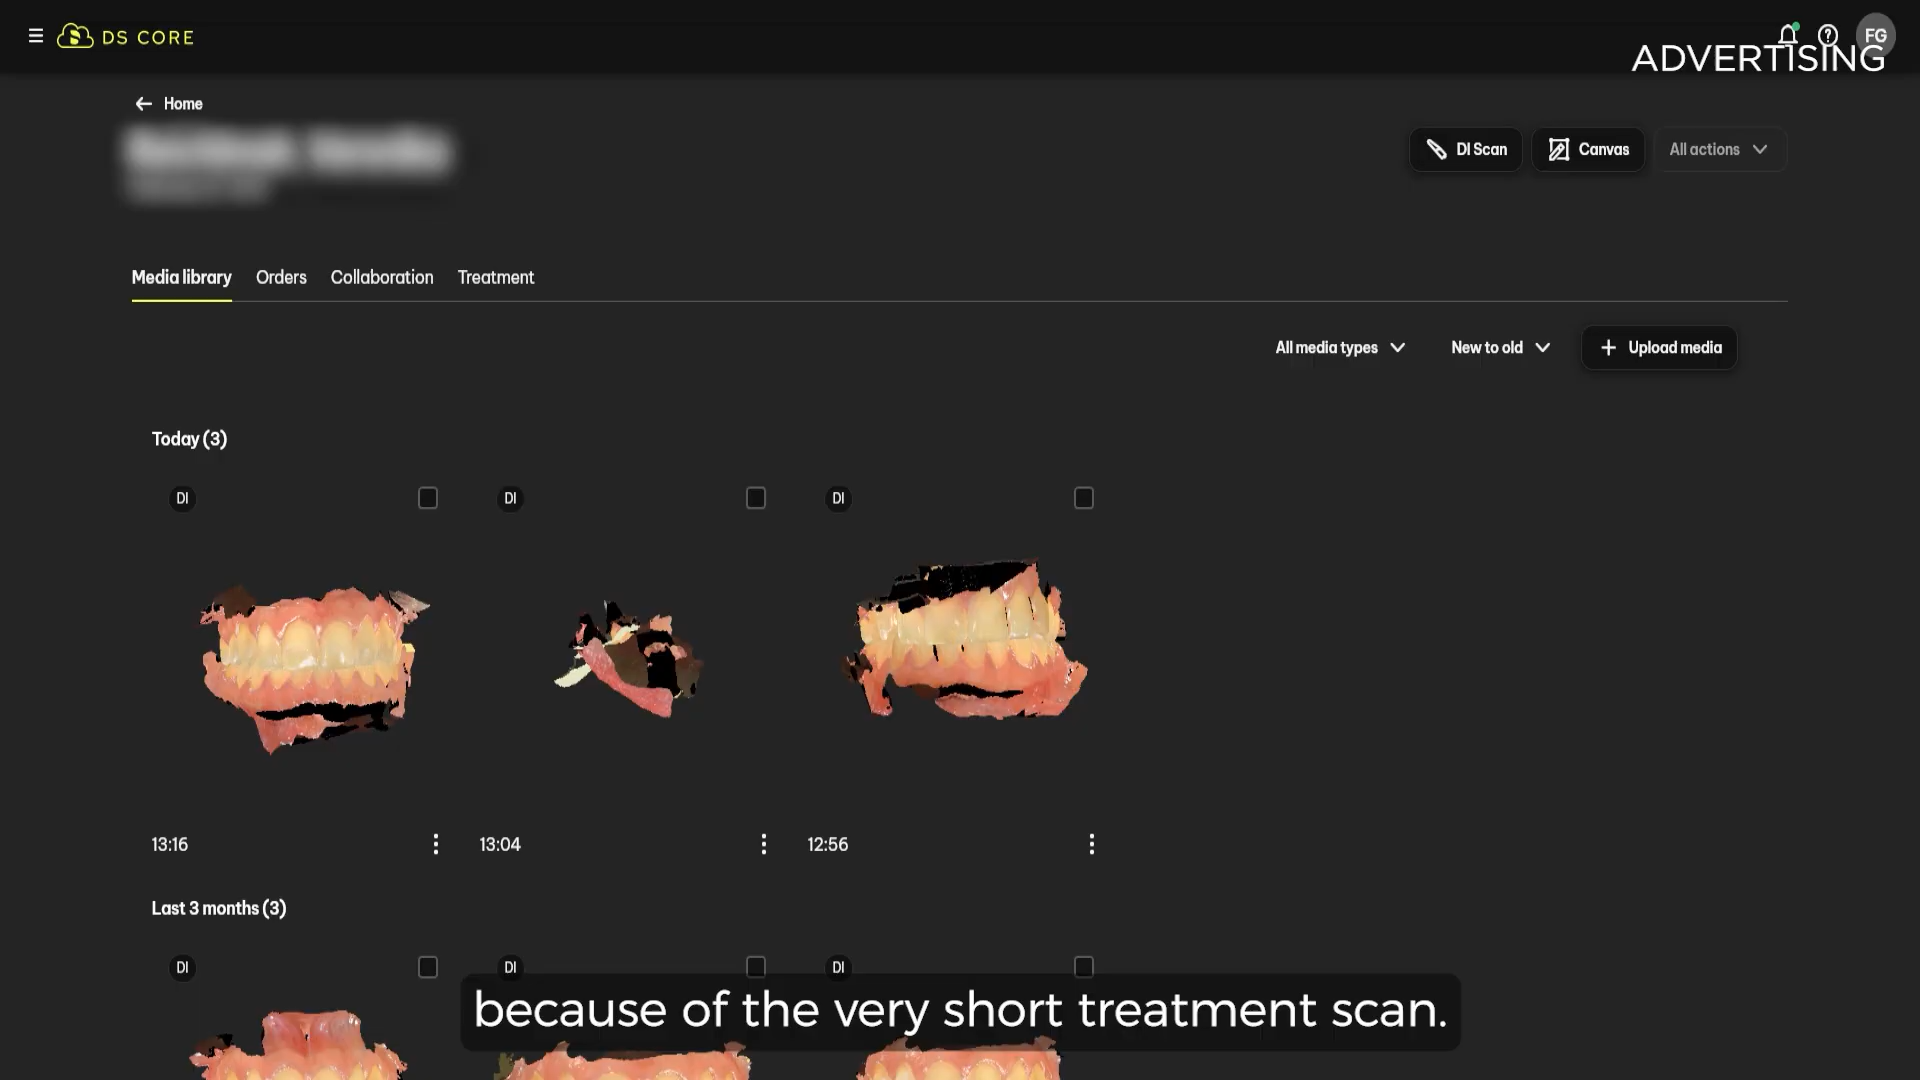 DS CORE
FG
ADVERTISING
Home
DI Scan
Canvas
All actions
Media library
Orders
Collaboration
Treatment
All media types
New to old
Upload media
Today (3)
DI
DI
DI
13:16
13:04
12:56
Last 3 months (3)
DI
DI
DI
because of the very short treatment scan.